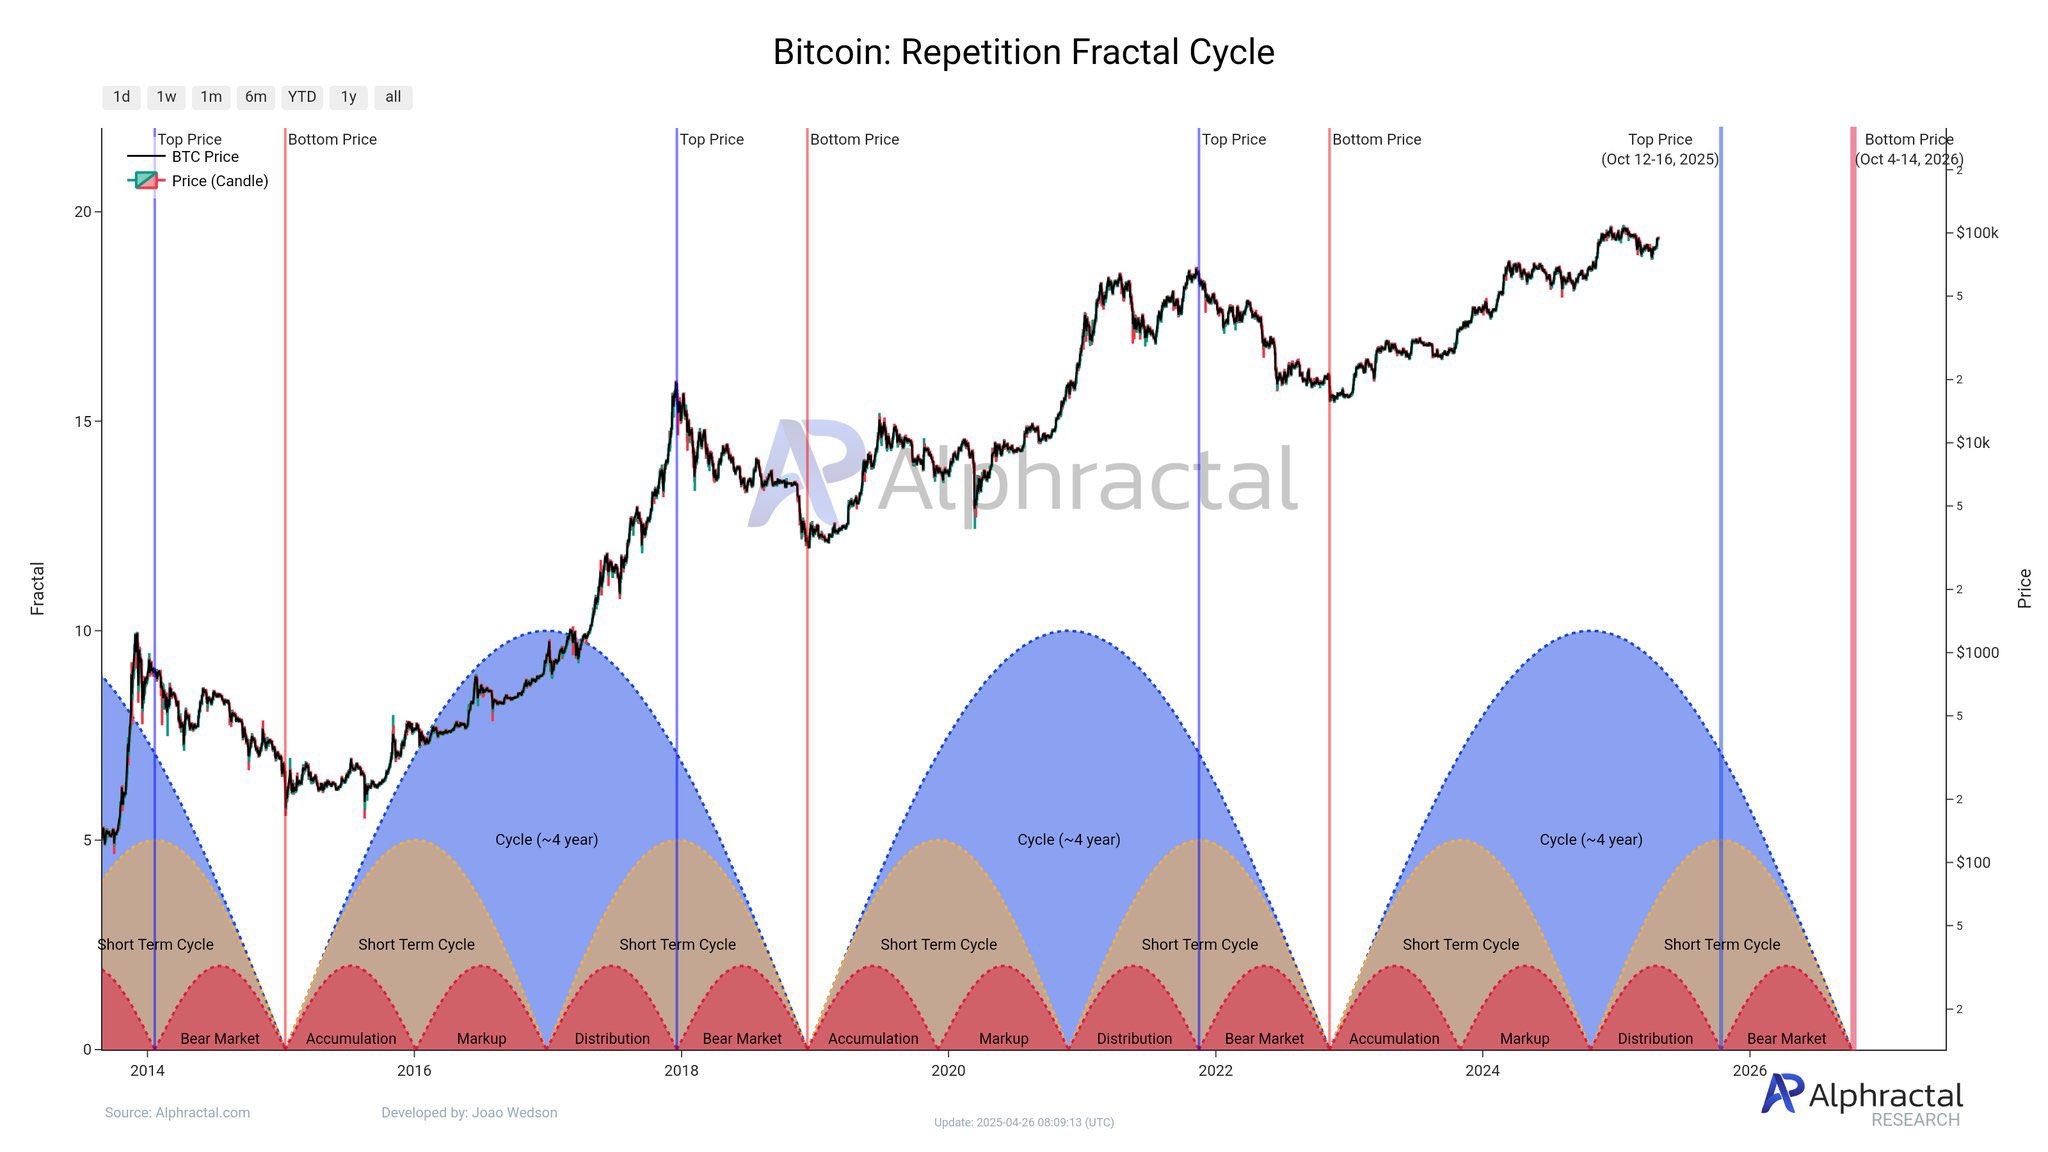 Bitcoin: Repetition Fractal Cycle
1d 1w 1m 6m YTD 1y all
Top Price Bottom Price Top Price Bottom Price Top Price Bottom Price Top Price Bottom Price
(Oct 12-16, 2025) (Oct 4-14, 2026)
BTC Price
Price (Candle)
2
20
$100k
5
2
15
$10k
Alphractal
5
Fractal
Price
2
10
$1000
5
2
5
Cycle (~4 year) Cycle (~4 year) Cycle (~4 year)
$100
5
Short Term Cycle Short Term Cycle Short Term Cycle Short Term Cycle Short Term Cycle Short Term Cycle Short Term Cycle
2
Bear Market Accumulation Markup Distribution Bear Market Accumulation Markup Distribution Bear Market Accumulation Markup Distribution Bear Market
0
2014 2016 2018 2020 2022 2024 2026
Alphractal
RESEARCH
Source: Alphractal.com Developed by: Joao Wedson
Update: 2025-04-26 08:09:13 (UTC)